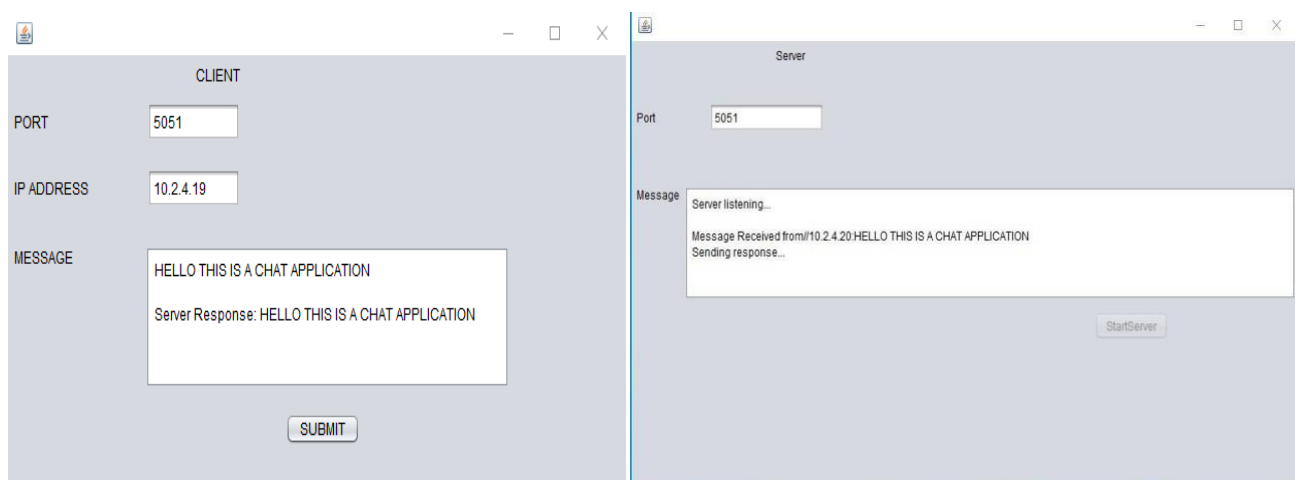 CLIENT
PORT
5051
IP ADDRESS
10.2.4.19
MESSAGE
HELLO THIS IS A CHAT APPLICATION
Server Response: HELLO THIS IS A CHAT APPLICATION
SUBMIT
Server
Port
5051
Message
Server listening...
Message Received from//10.2.4.20:HELLO THIS IS A CHAT APPLICATION
Sending response...
StartServer